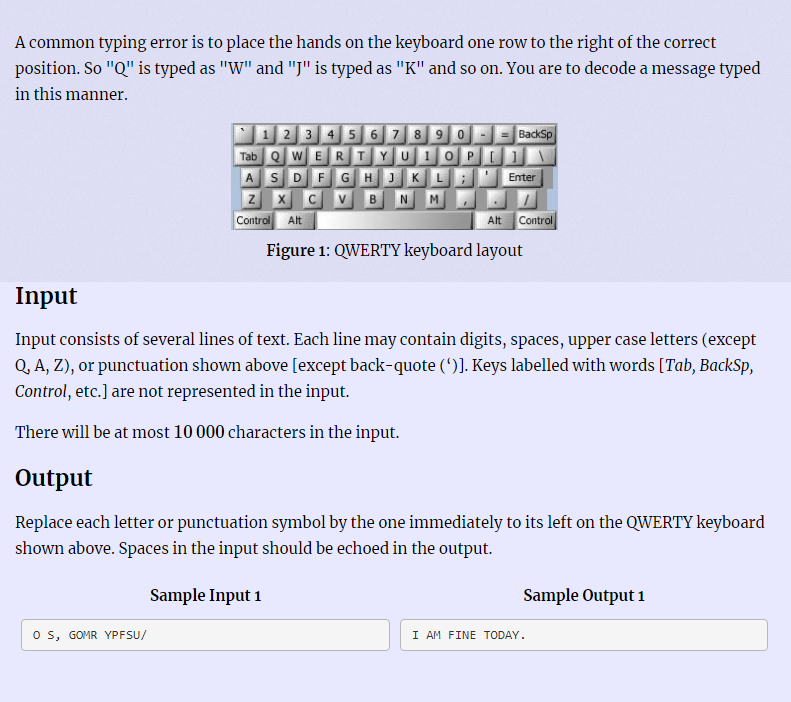 A common typing error is to place the hands on the keyboard one row to the right of the correct
position. So "Q" is typed as "W" and "J" is typed as "K" and so on. You are to decode a message typed
in this manner.
` 1 2 3 4 5 6 7 8 9 0 - = BackSp
Tab Q W E R T Y U I O P [ ] \
A S D F G H J K L ; ' Enter
Z X C V B N M , . /
Control Alt Alt Control
Figure 1: QWERTY keyboard layout
Input
Input consists of several lines of text. Each line may contain digits, spaces, upper case letters (except
Q, A, Z), or punctuation shown above [except back-quote (‘)]. Keys labelled with words [Tab, BackSp,
Control, etc.] are not represented in the input.
There will be at most 10 000 characters in the input.
Output
Replace each letter or punctuation symbol by the one immediately to its left on the QWERTY keyboard
shown above. Spaces in the input should be echoed in the output.
Sample Input 1 Sample Output 1
O S, GOMR YPFSU/ I AM FINE TODAY.